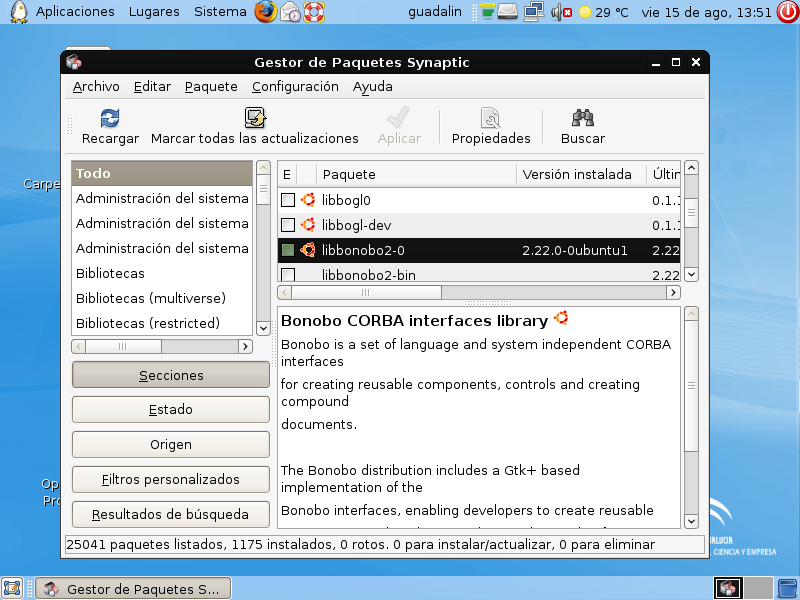 Aplicaciones Lugares Sistema guadalin 29 °C vie 15 de ago, 13:51
Carpe
Gestor de Paquetes Synaptic
Archivo Editar Paquete Configuración Ayuda
Recargar Marcar todas las actualizaciones Aplicar Propiedades Buscar
Todo
Administración del sistema
Administración del sistema
Administración del sistema
Bibliotecas
Bibliotecas (multiverse)
Bibliotecas (restricted)
Secciones
Estado
Origen
Filtros personalizados
Resultados de búsqueda
E Paquete Versión instalada Últin
libbogl0 0.1.1
libbogl-dev 0.1.1
libbonobo2-0 2.22.0-0ubuntu1 2.22
libbonobo2-bin 2.22
Bonobo CORBA interfaces library
Bonobo is a set of language and system independent CORBA
interfaces
for creating reusable components, controls and creating
compound
documents.
The Bonobo distribution includes a Gtk+ based
implementation of the
Bonobo interfaces, enabling developers to create reusable
25041 paquetes listados, 1175 instalados, 0 rotos. 0 para instalar/actualizar, 0 para eliminar
Op
Pro
CIENCIA Y EMPRESA
Gestor de Paquetes S...